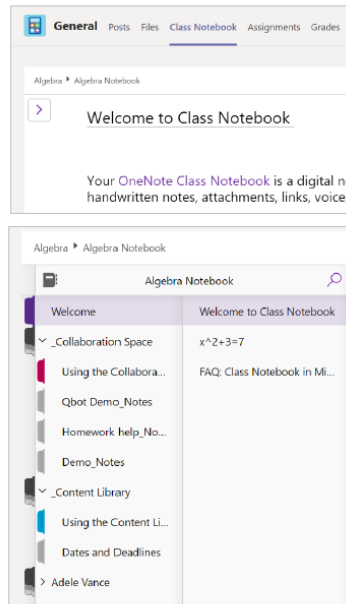 General Posts Files Class Notebook Assignments Grades
Algebra Algebra Notebook
Welcome to Class Notebook
Your OneNote Class Notebook is a digital n
handwritten notes, attachments, links, voice,
Algebra Algebra Notebook
Algebra Notebook
Welcome
Welcome to Class Notebook
_Collaboration Space
x^2+3=7
Using the Collabora...
FAQ: Class Notebook in Mi...
Qbot Demo_Notes
Homework help_No...
Demo_Notes
_Content Library
Using the Content Li...
Dates and Deadlines
Adele Vance